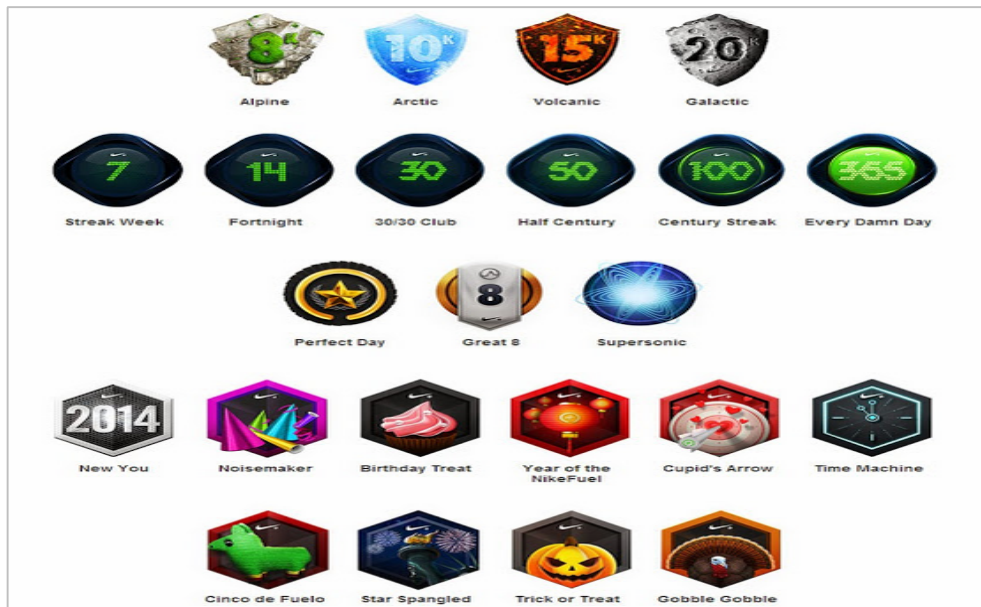 8K 10K 15K 20K
Alpine Arctic Volcanic Galactic
7 14 30 50 100 365
Streak Week Fortnight 30/30 Club Half Century Century Streak Every Damn Day
8
Perfect Day Great 8 Supersonic
2014
New You Noisemaker Birthday Treat Year of the Cupid's Arrow Time Machine
NikeFuel
Cinco de Fuelo Star Spangled Trick or Treat Gobble Gobble